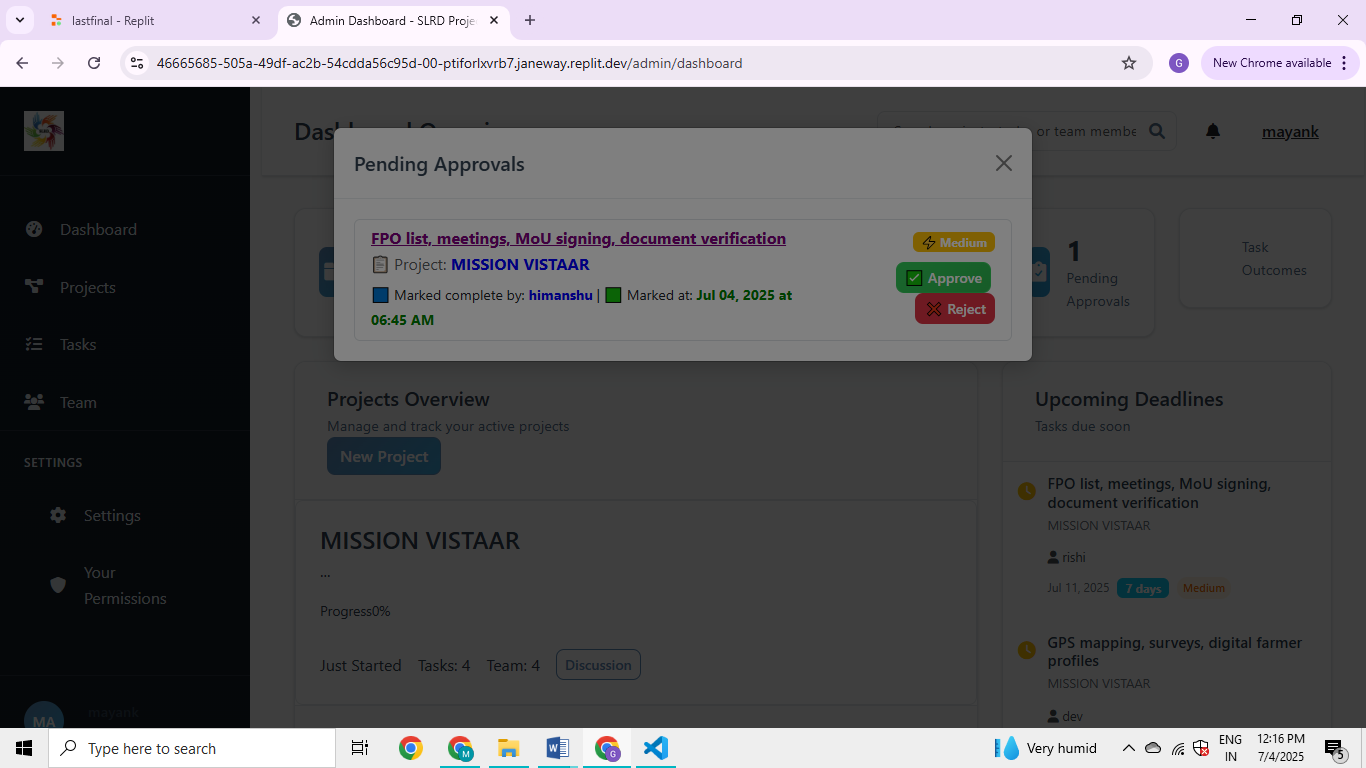 lastfinal - Replit
Admin Dashboard - SLRD Proje
46665685-505a-49df-ac2b-54cdda56c95d-00-ptiforlxvrb7.janeway.replit.dev/admin/dashboard
G
New Chrome available
Dashboard
Projects
Tasks
Team
SETTINGS
Settings
Your
Permissions
MA
mayank
or team membe
mayank
Pending Approvals
FPO list, meetings, MoU signing, document verification
Medium
Project: MISSION VISTAAR
Approve
Marked complete by: himanshu | Marked at: Jul 04, 2025 at
06:45 AM
Reject
1
Pending
Approvals
Task
Outcomes
Projects Overview
Manage and track your active projects
New Project
MISSION VISTAAR
...
Progress0%
Just Started Tasks: 4 Team: 4 Discussion
Upcoming Deadlines
Tasks due soon
FPO list, meetings, MoU signing,
document verification
MISSION VISTAAR
rishi
Jul 11, 2025 7 days Medium
GPS mapping, surveys, digital farmer
profiles
MISSION VISTAAR
dev
Type here to search
M
G
Very humid
ENG
IN
12:16 PM
7/4/2025
5